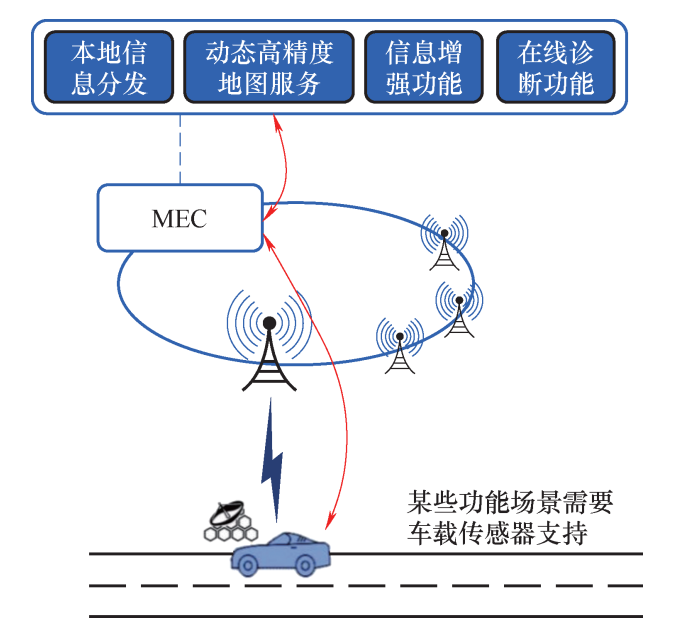 本地信
息分发
动态高精度
地图服务
信息增
强功能
在线诊
断功能
MEC
某些功能场景需要
车载传感器支持